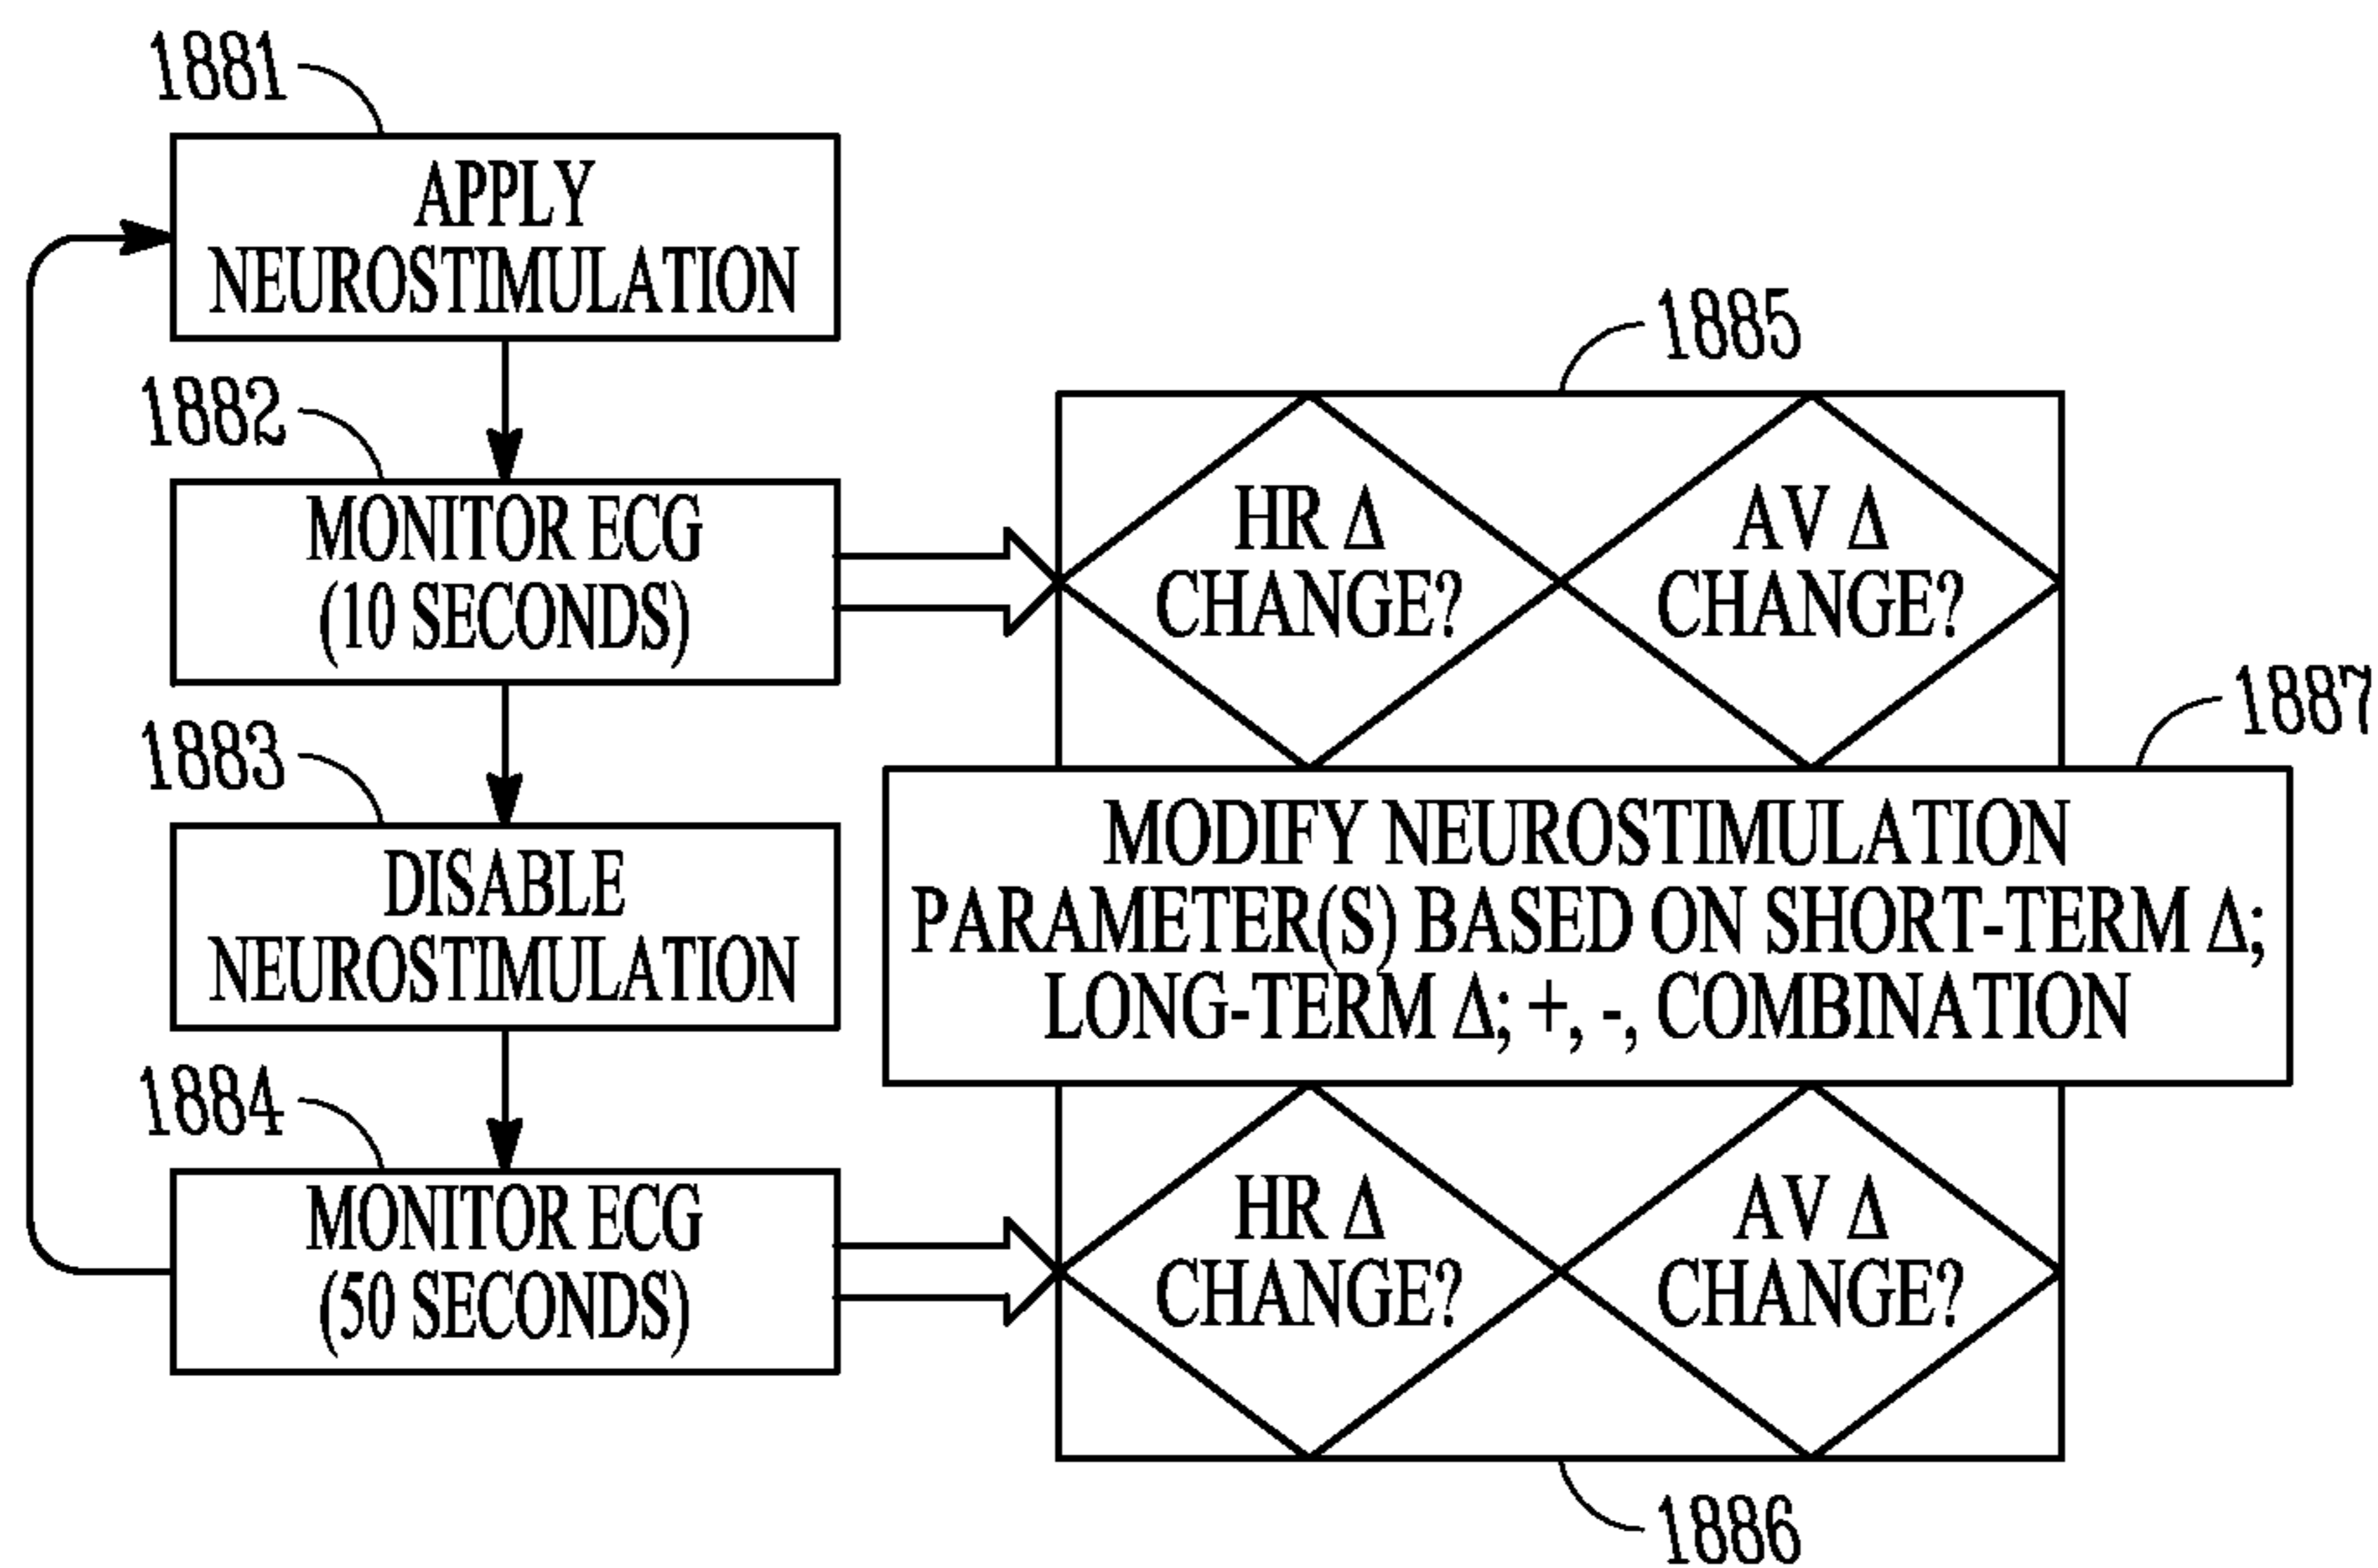 1881
APPLY
NEUROSTIMULATION
1882
MONITOR ECG
(10 SECONDS)
1883
DISABLE
NEUROSTIMULATION
1884
MONITOR ECG
(50 SECONDS)
1885
HR Δ
CHANGE?
AV Δ
CHANGE?
1887
MODIFY NEUROSTIMULATION
PARAMETER(S) BASED ON SHORT-TERM Δ;
LONG-TERM Δ; +, -, COMBINATION
HR Δ
CHANGE?
AV Δ
CHANGE?
1886